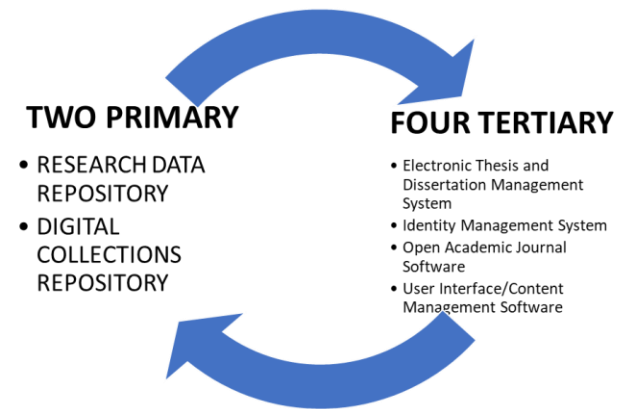 TWO PRIMARY
• RESEARCH DATA
REPOSITORY
• DIGITAL
COLLECTIONS
REPOSITORY
FOUR TERTIARY
• Electronic Thesis and
Dissertation Management
System
• Identity Management System
• Open Academic Journal
Software
• User Interface/Content
Management Software